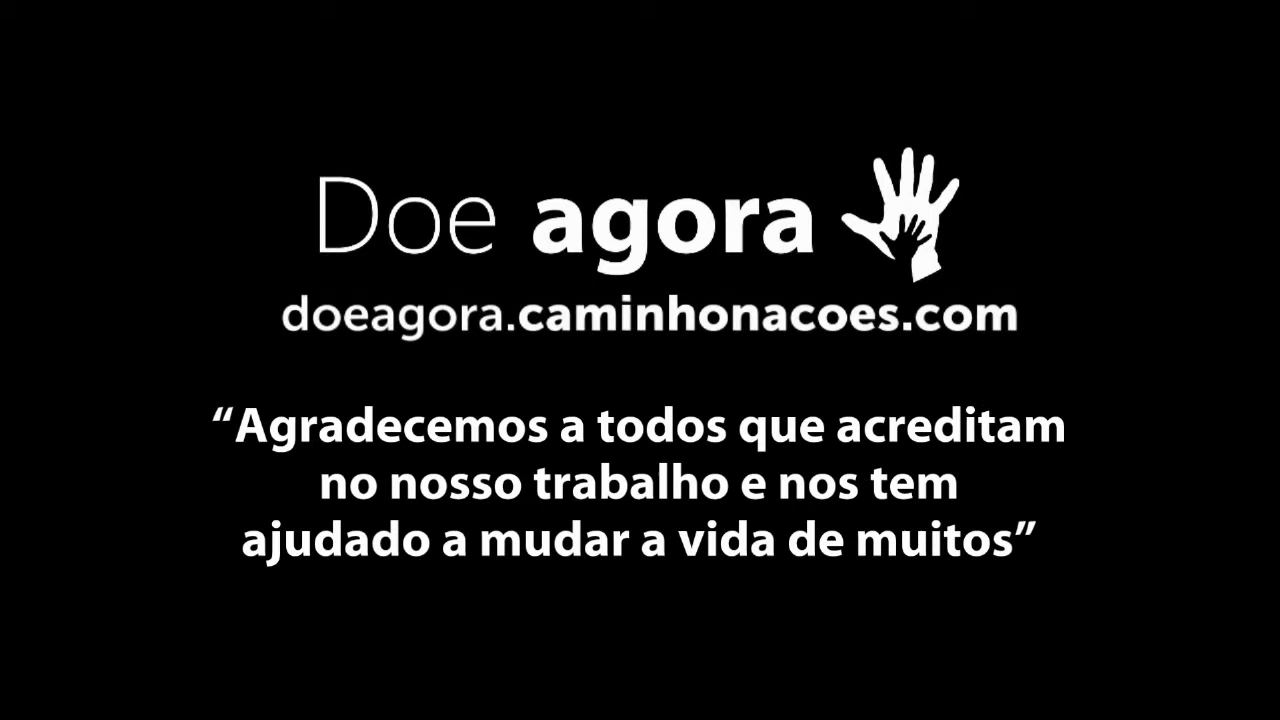 Doe agora
doeagora.caminhonacoes.com
“Agradecemos a todos que acreditam
no nosso trabalho e nos tem
ajudado a mudar a vida de muitos”